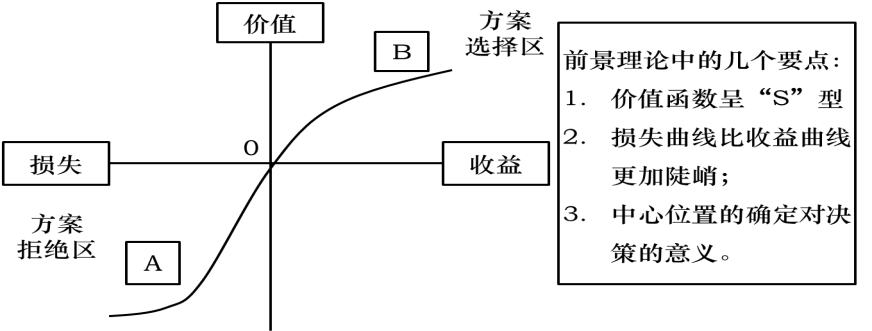 价值
方案
选择区
B
0
损失
收益
方案
拒绝区
A
前景理论中的几个要点：
1. 价值函数呈“S”型
2. 损失曲线比收益曲线
更加陡峭；
3. 中心位置的确定对决
策的意义。